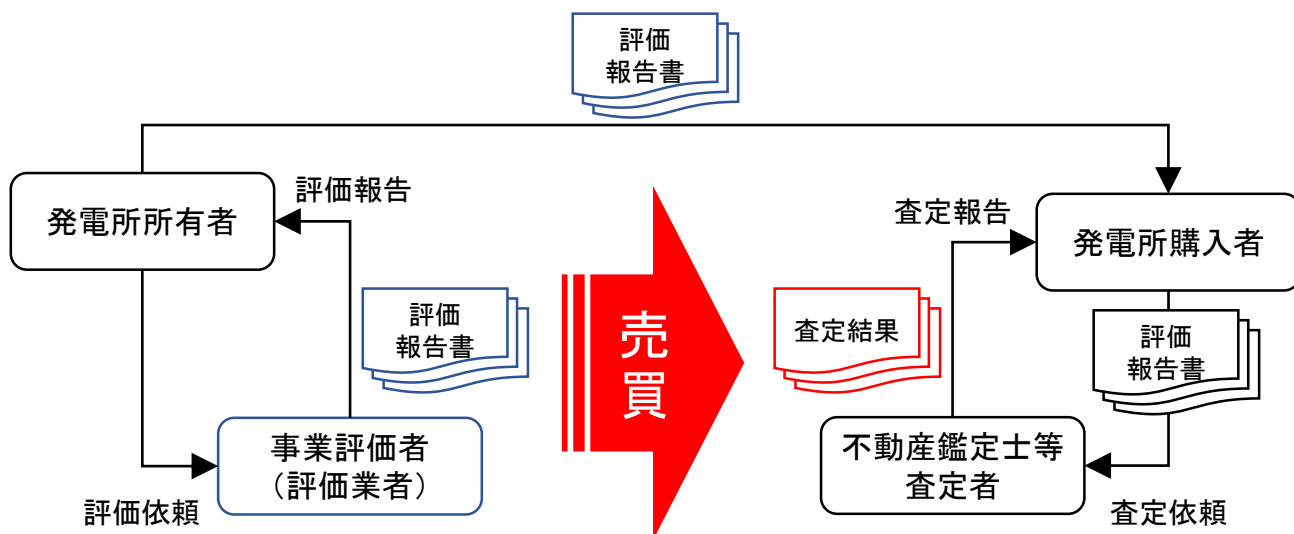 評価
報告書
発電所所有者
評価報告
査定報告
発電所購入者
評価
報告書
売
買
査定結果
評価
報告書
事業評価者
（評価業者）
不動産鑑定士等
査定者
評価依頼
査定依頼